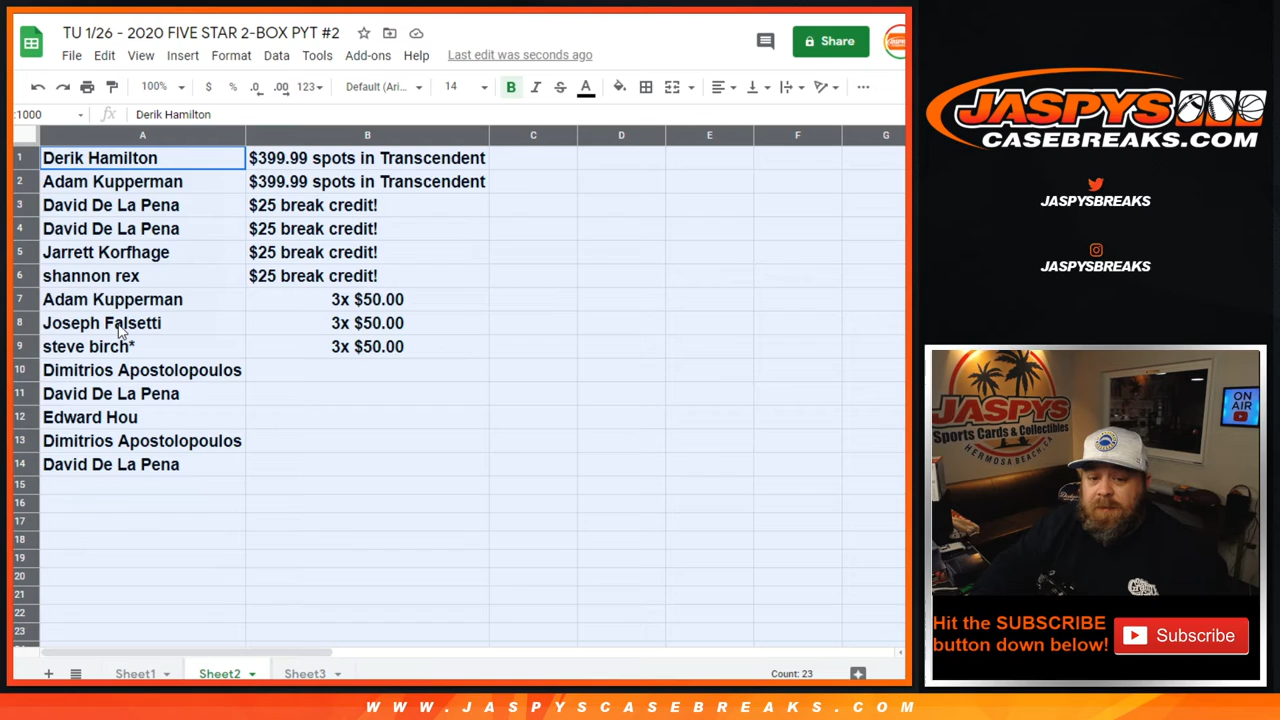 TU 1/26 - 2020 FIVE STAR 2-BOX PYT #2
File Edit View Insert Format Data Tools Add-ons Help Last edit was seconds ago
Share
100% $ % .0 .00 123 Default (Ari... 14 B I S A
:1000 fx Derik Hamilton
A B C D E F G
1 Derik Hamilton $399.99 spots in Transcendent
2 Adam Kupperman $399.99 spots in Transcendent
3 David De La Pena $25 break credit!
4 David De La Pena $25 break credit!
5 Jarrett Korfhage $25 break credit!
6 shannon rex $25 break credit!
7 Adam Kupperman 3x $50.00
8 Joseph Falsetti 3x $50.00
9 steve birch* 3x $50.00
10 Dimitrios Apostolopoulos
11 David De La Pena
12 Edward Hou
13 Dimitrios Apostolopoulos
14 David De La Pena
15
16
17
18
19
20
21
22
23
Sheet1 Sheet2 Sheet3 Count: 23
JASPYS
CASEBREAKS.COM
JASPYSBREAKS
JASPYSBREAKS
JASPYS
Sports Cards & Collectibles
HERMOSA BEACH, CA
ON
AIR
Hit the SUBSCRIBE
button down below!
Subscribe
WWW.JASPYSCASEBREAKS.COM